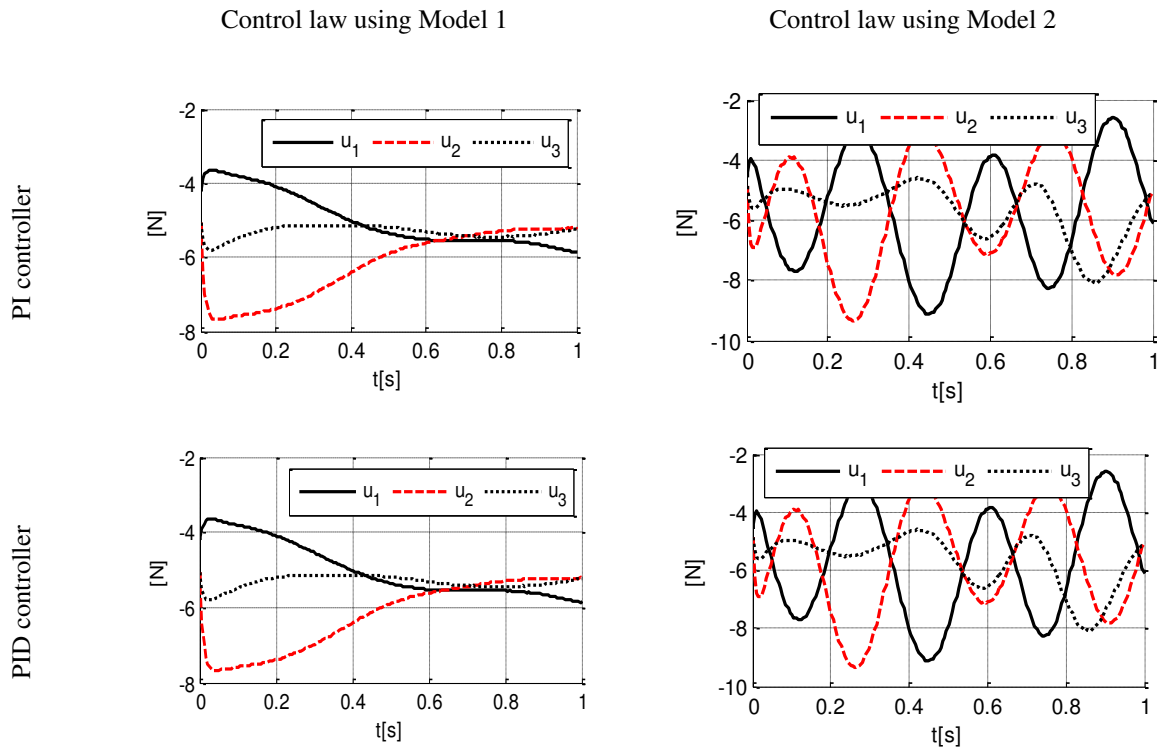 Control law using Model 1
Control law using Model 2
PI controller
-2
-4
-6
-8
[N]
u1 u2 u3
0 0.2 0.4 0.6 0.8 1
t[s]
-2
-4
-6
-8
-10
[N]
u1 u2 u3
0 0.2 0.4 0.6 0.8 1
t[s]
PID controller
-2
-4
-6
-8
[N]
u1 u2 u3
0 0.2 0.4 0.6 0.8 1
t[s]
-2
-4
-6
-8
-10
[N]
u1 u2 u3
0 0.2 0.4 0.6 0.8 1
t[s]